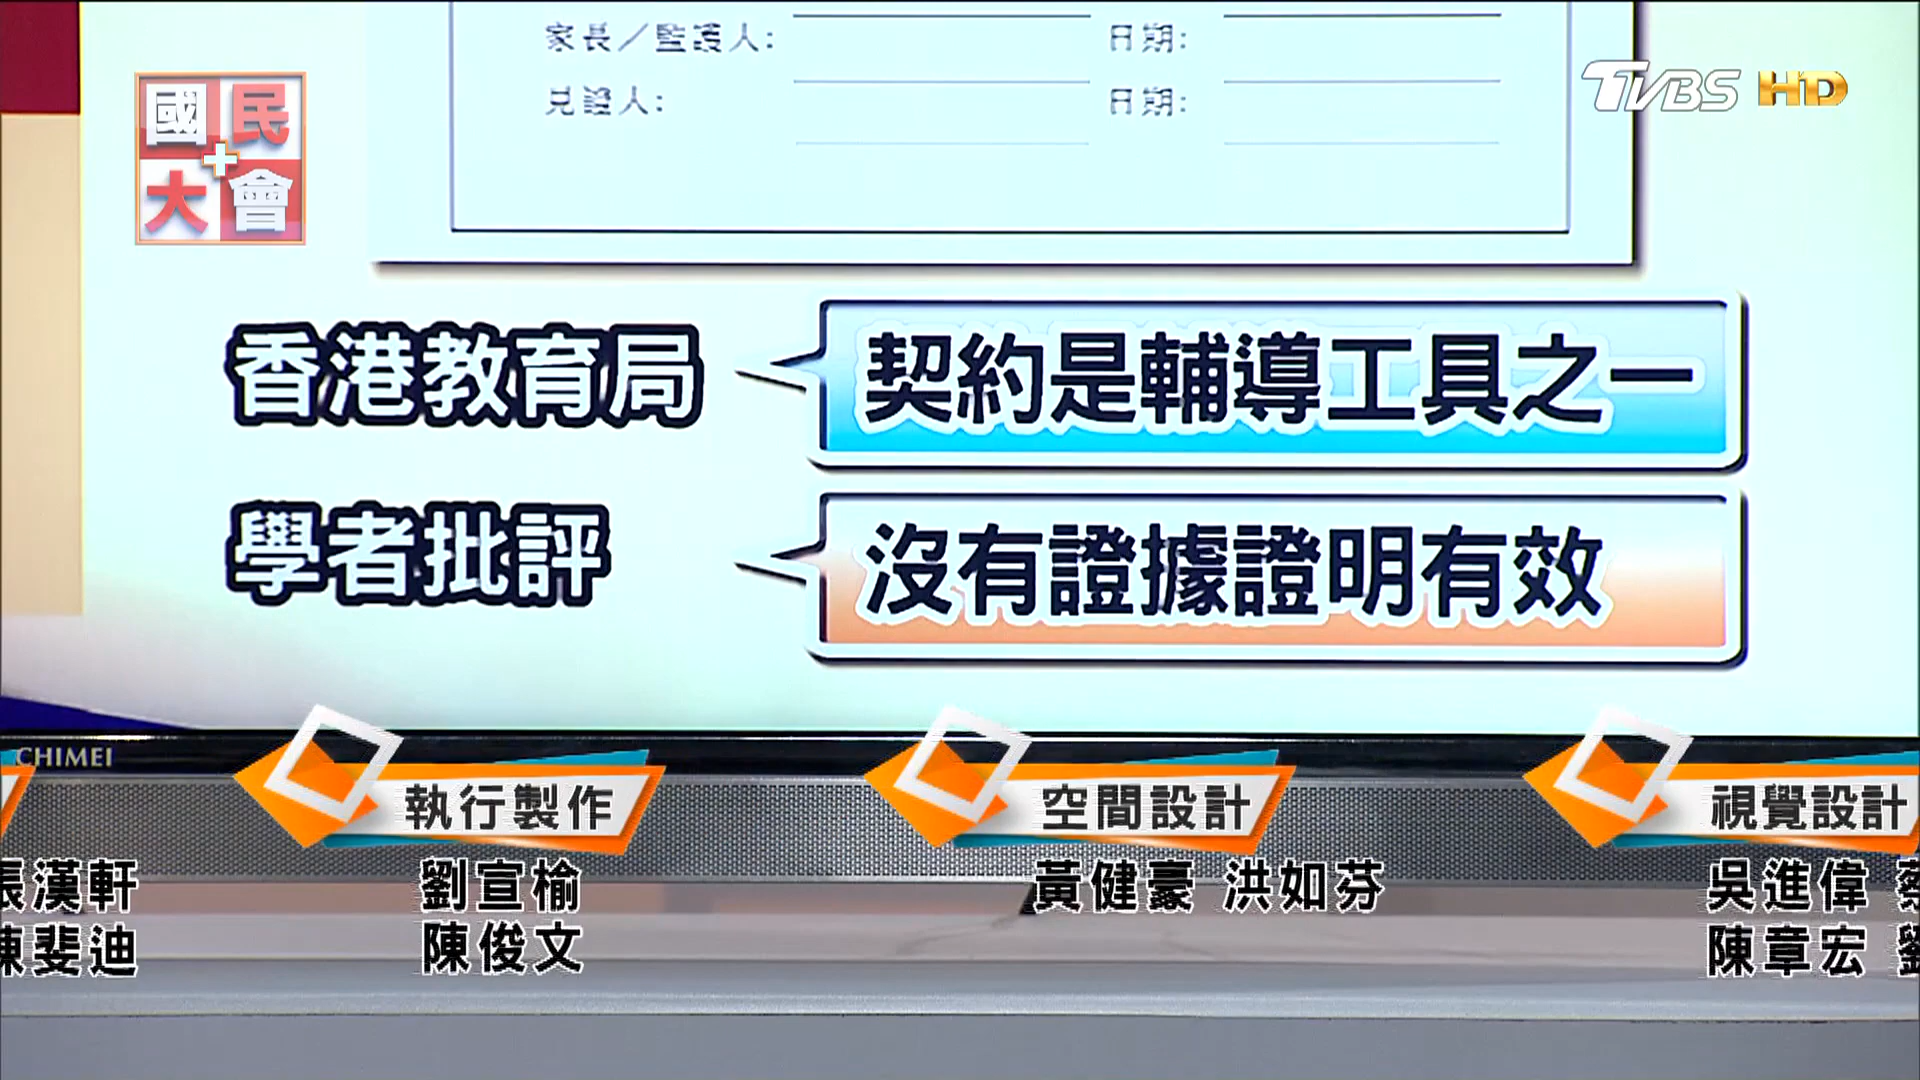 家長／監護人: 日期:
見證人: 日期:
國民
大會
TVBS HD
香港教育局 契約是輔導工具之一
學者批評 沒有證據證明有效
CHIMEI
執行製作 空間設計 視覺設計
張漢軒 劉宣榆 黃健豪 洪如芬 吳進偉
陳斐迪 陳俊文 陳章宏